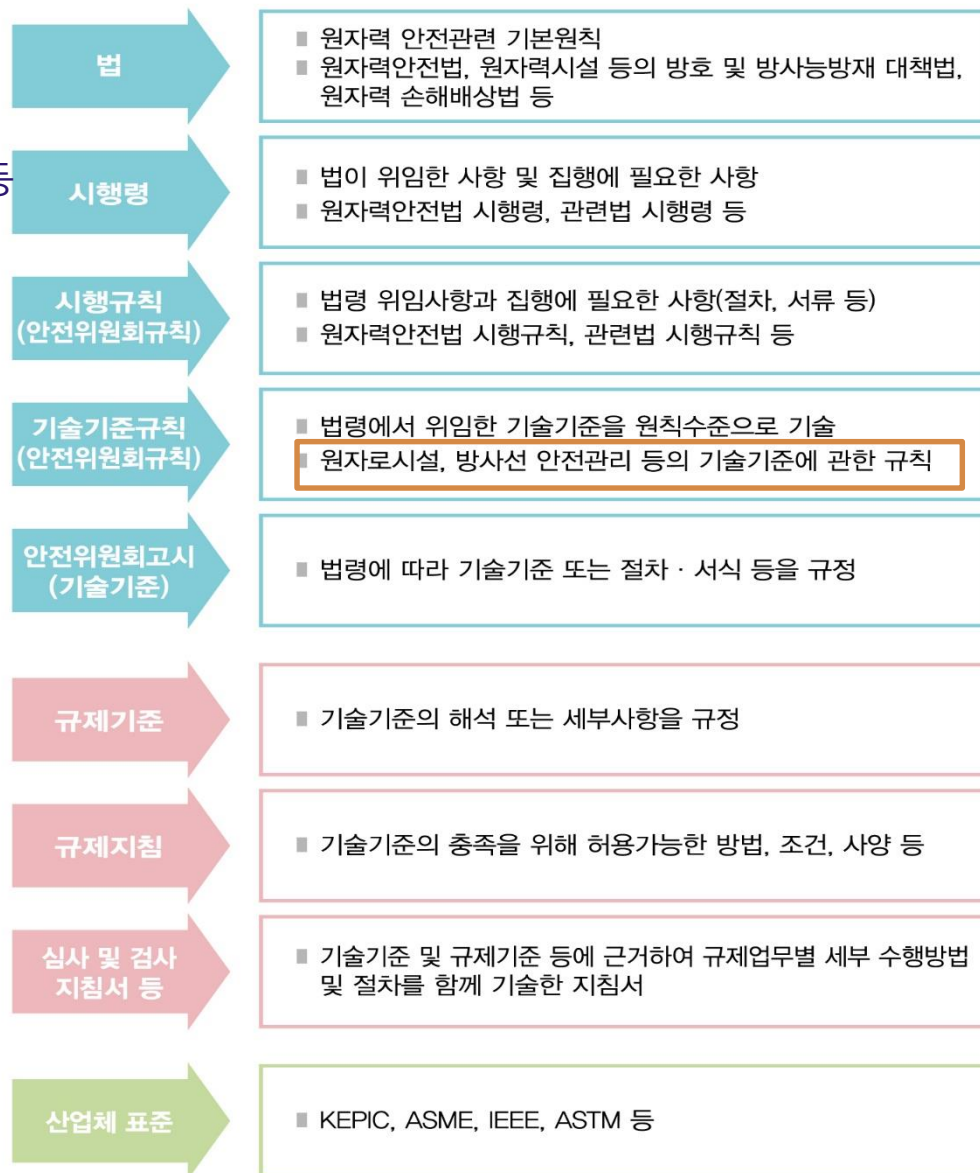 법
■ 원자력 안전관련 기본원칙
■ 원자력안전법, 원자력시설 등의 방호 및 방사능방재 대책법,
원자력 손해배상법 등
등
시행령
■ 법이 위임한 사항 및 집행에 필요한 사항
■ 원자력안전법 시행령, 관련법 시행령 등
시행규칙
(안전위원회규칙)
■ 법령 위임사항과 집행에 필요한 사항(절차, 서류 등)
■ 원자력안전법 시행규칙, 관련법 시행규칙 등
기술기준규칙
(안전위원회규칙)
■ 법령에서 위임한 기술기준을 원칙수준으로 기술
■ 원자로시설, 방사선 안전관리 등의 기술기준에 관한 규칙
안전위원회고시
(기술기준)
■ 법령에 따라 기술기준 또는 절차 · 서식 등을 규정
규제기준
■ 기술기준의 해석 또는 세부사항을 규정
규제지침
■ 기술기준의 충족을 위해 허용가능한 방법, 조건, 사양 등
심사 및 검사
지침서 등
■ 기술기준 및 규제기준 등에 근거하여 규제업무별 세부 수행방법
및 절차를 함께 기술한 지침서
산업체 표준
■ KEPIC, ASME, IEEE, ASTM 등